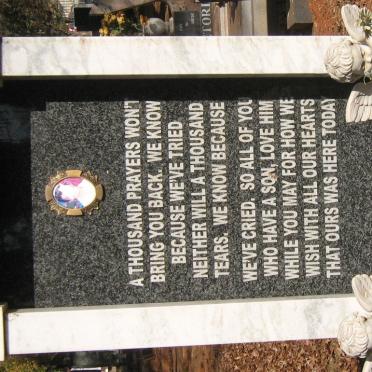 A THOUSAND PRAYERS WON'T
BRING YOU BACK. WE KNOW
BECAUSE WE'VE TRIED.
NEITHER WILL A THOUSAND
TEARS. WE KNOW BECAUSE
WE'VE CRIED. SO ALL OF YOU
WHO HAVE A SON, LOVE HIM
WHILE YOU MAY FOR HOW WE
WISH WITH ALL OUR HEARTS
THAT OURS WAS HERE TODAY